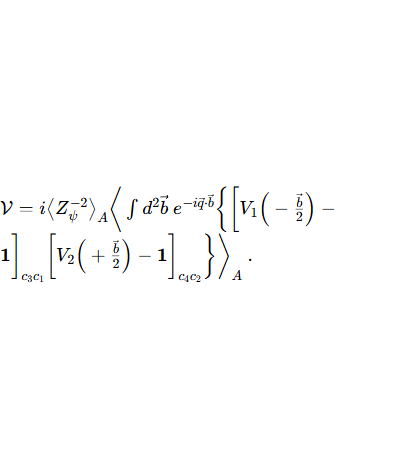 𝒱 = i⟨Z_ψ^{-2}⟩_A ⟨ ∫ d²b⃗ e^{-iq⃗·b⃗} { [ V₁( − b⃗/2 ) −
𝟏 ]_{c₃c₁} [ V₂( + b⃗/2 ) − 𝟏 ]_{c₄c₂} } ⟩_A .